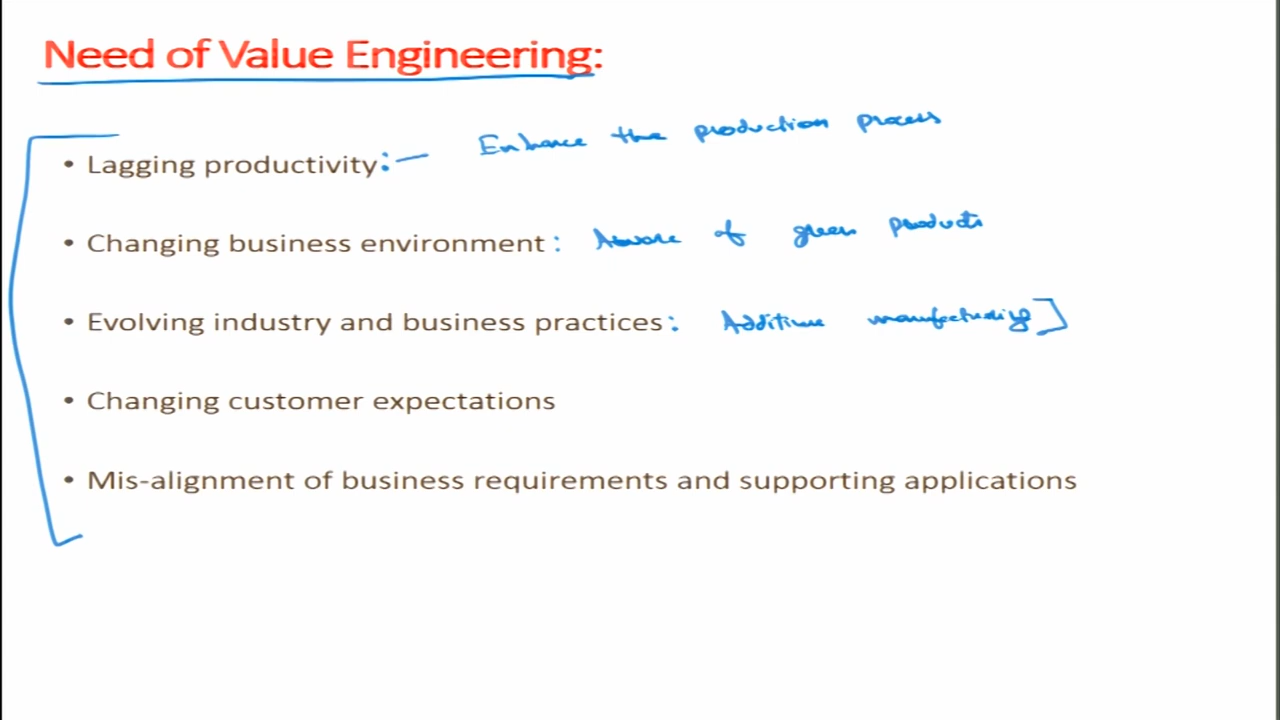 Need of Value Engineering:
• Lagging productivity :— Enhance the production process
• Changing business environment : Aware of green products
• Evolving industry and business practices : Additive manufacturing]
• Changing customer expectations
• Mis-alignment of business requirements and supporting applications